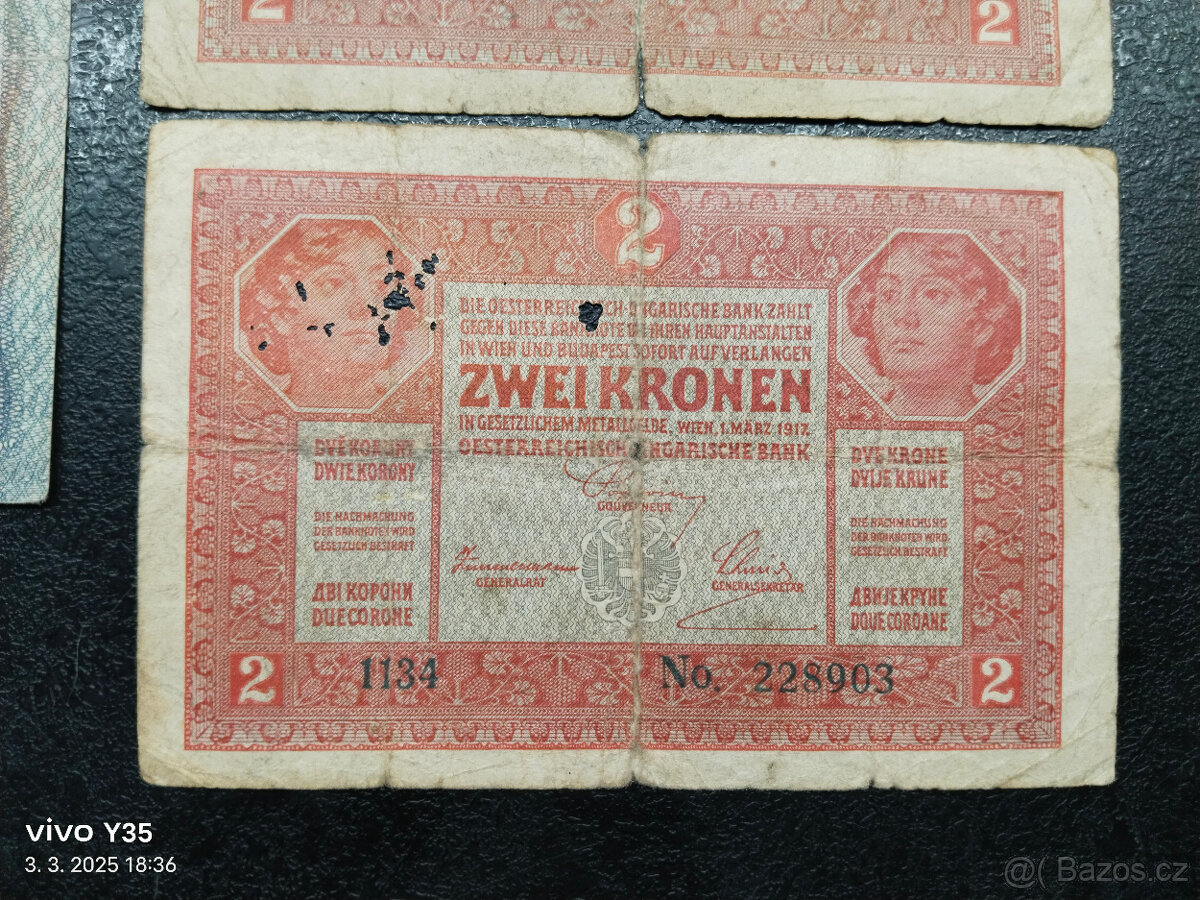 2
2
2
DIE OESTERREICHISCH-UNGARISCHE BANK ZAHLT
GEGEN DIESE BANKNOTE BEI IHREN HAUPTANSTALTEN
IN WIEN UND BUDAPEST SOFORT AUF VERLANGEN
ZWEI KRONEN
IN GESETZLICHEM METALLGELDE. WIEN, 1. MÄRZ 1917.
OESTERREICHISCH-UNGARISCHE BANK
DVĚ KORUNY
DWIE KORONY
DVE KRONE
DVIJE KRUNE
GOUVERNEUR
DIE NACHMACHUNG
DER BANKNOTEN WIRD
GESETZLICH BESTRAFT
DIE NACHMACHUNG
DER BANKNOTEN WIRD
GESETZLICH BESTRAFT
GENERALRAT
GENERALSEKRETÄR
ДВІ КОРОНИ
DUE CORONE
ДВИЈЕ КРУНЕ
DOUE COROANE
2
1134
No. 228903
2
vivo Y35
3. 3. 2025 18:36
@( Bazos.cz